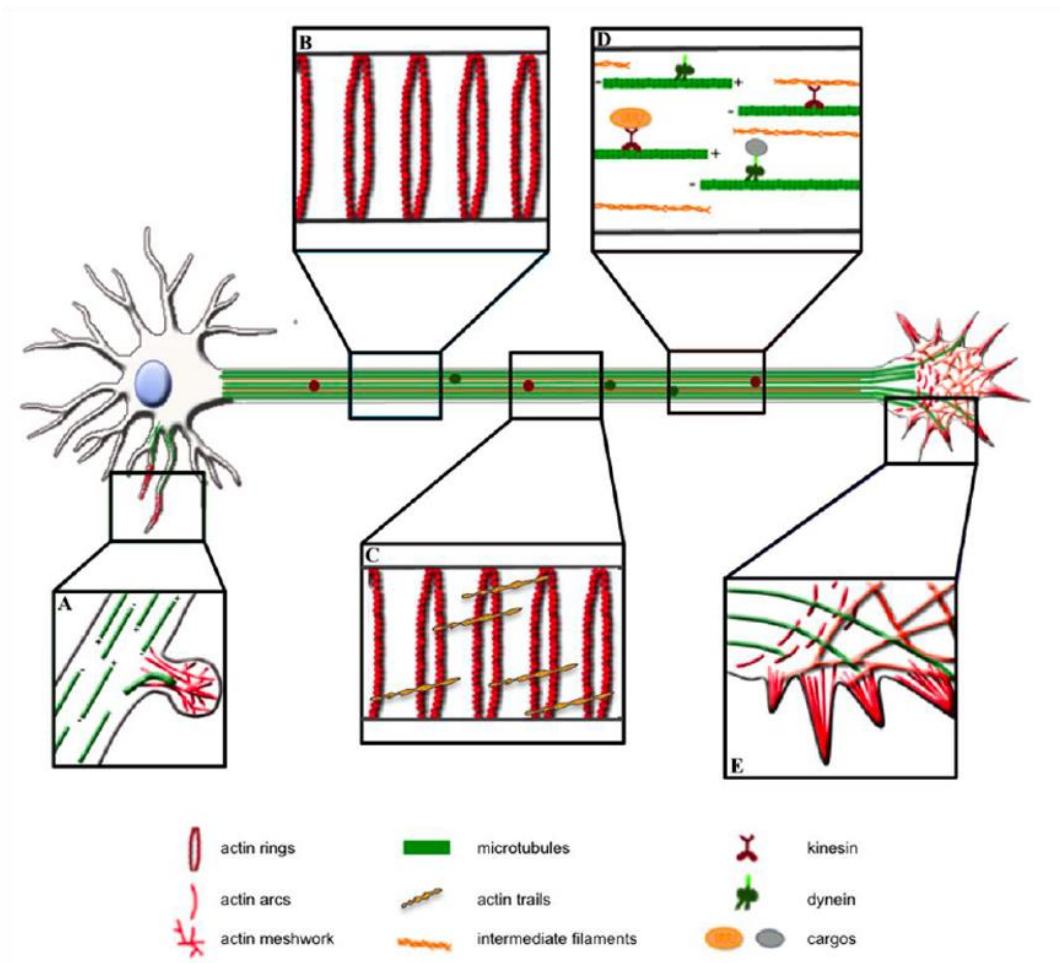 B
D
- +
-
+
-
C
A
E
actin rings
microtubules
kinesin
actin arcs
actin trails
dynein
actin meshwork
intermediate filaments
cargos